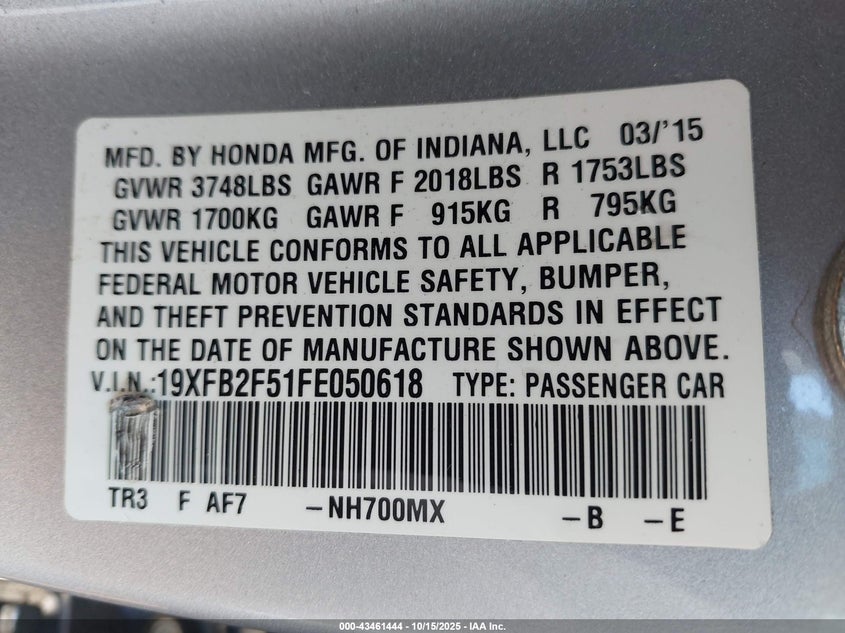 MFD. BY HONDA MFG. OF INDIANA, LLC 03/'15
GVWR 3748LBS GAWR F 2018LBS R 1753LBS
GVWR 1700KG GAWR F 915KG R 795KG
THIS VEHICLE CONFORMS TO ALL APPLICABLE
FEDERAL MOTOR VEHICLE SAFETY, BUMPER,
AND THEFT PREVENTION STANDARDS IN EFFECT
ON THE DATE OF MANUFACTURE SHOWN ABOVE.
V.I.N.:19XFB2F51FE050618 TYPE: PASSENGER CAR
TR3 F AF7 -NH700MX -B -E
000-43461444 - 10/15/2025 - IAA Inc.